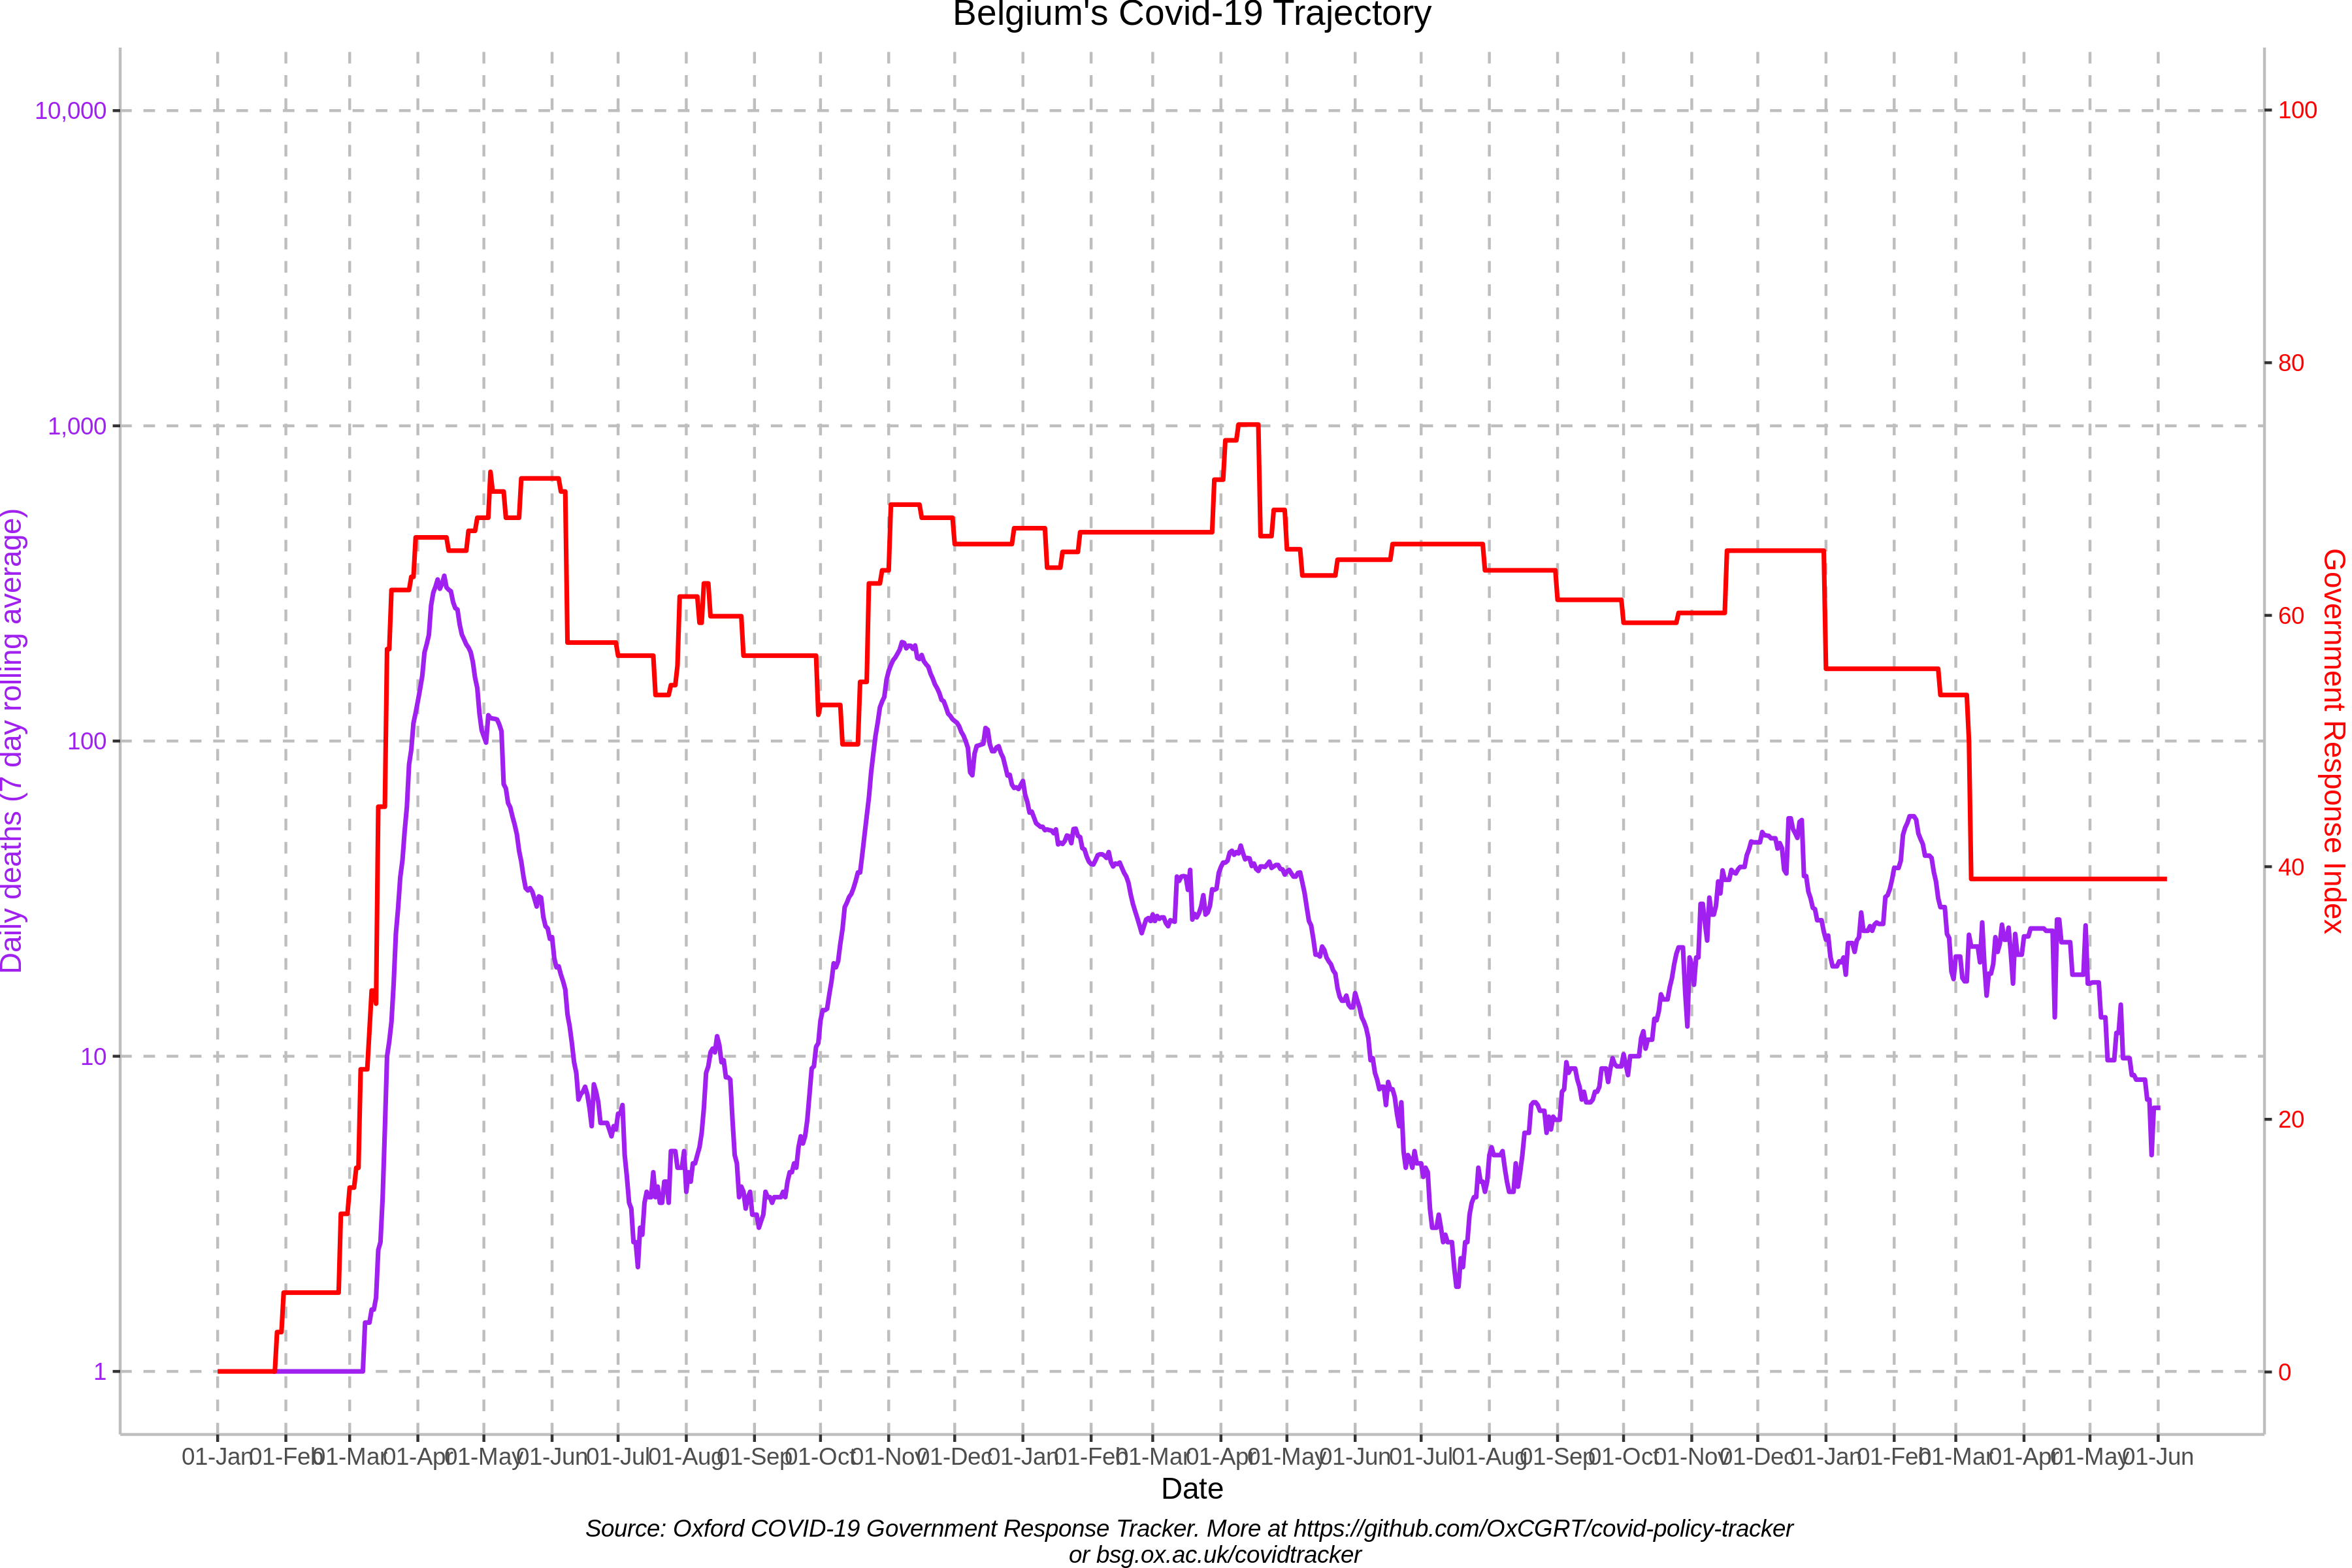 Belgium's Covid-19 Trajectory
10,000
1,000
100
10
1
Daily deaths (7 day rolling average)
100
80
60
40
20
0
Government Response Index
01-Jan 01-Feb 01-Mar 01-Apr 01-May 01-Jun 01-Jul 01-Aug 01-Sep 01-Oct 01-Nov 01-Dec 01-Jan 01-Feb 01-Mar 01-Apr 01-May 01-Jun 01-Jul 01-Aug 01-Sep 01-Oct 01-Nov 01-Dec 01-Jan 01-Feb 01-Mar 01-Apr 01-May 01-Jun
Date
Source: Oxford COVID-19 Government Response Tracker. More at https://github.com/OxCGRT/covid-policy-tracker
or bsg.ox.ac.uk/covidtracker